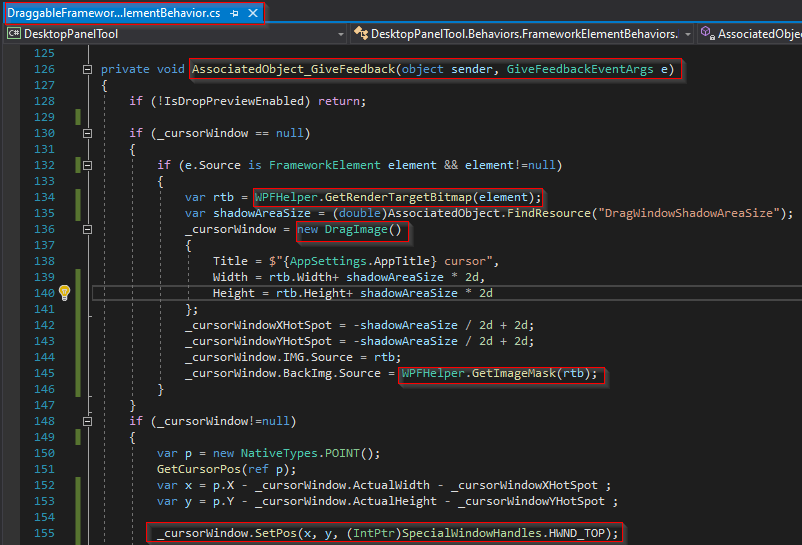 DraggableFramewor...lementBehavior.cs
C# DesktopPanelTool DesktopPanelTool.Behaviors.FrameworkElementBehaviors. AssociatedObject
125
126 private void AssociatedObject_GiveFeedback(object sender, GiveFeedbackEventArgs e)
127 {
128 if (!IsDropPreviewEnabled) return;
129
130 if (_cursorWindow == null)
131 {
132 if (e.Source is FrameworkElement element && element!=null)
133 {
134 var rtb = WPFHelper.GetRenderTargetBitmap(element);
135 var shadowAreaSize = (double)AssociatedObject.FindResource("DragWindowShadowAreaSize");
136 _cursorWindow = new DragImage()
137 {
138 Title = $"{AppSettings.AppTitle} cursor",
139 Width = rtb.Width+ shadowAreaSize * 2d,
140 Height = rtb.Height+ shadowAreaSize * 2d
141 };
142 _cursorWindowXHotSpot = -shadowAreaSize / 2d + 2d;
143 _cursorWindowYHotSpot = -shadowAreaSize / 2d + 2d;
144 _cursorWindow.IMG.Source = rtb;
145 _cursorWindow.BackImg.Source = WPFHelper.GetImageMask(rtb);
146 }
147 }
148 if (_cursorWindow!=null)
149 {
150 var p = new NativeTypes.POINT();
151 GetCursorPos(ref p);
152 var x = p.X - _cursorWindow.ActualWidth - _cursorWindowXHotSpot ;
153 var y = p.Y - _cursorWindow.ActualHeight - _cursorWindowYHotSpot ;
154
155 _cursorWindow.SetPos(x, y, (IntPtr)SpecialWindowHandles.HWND_TOP);